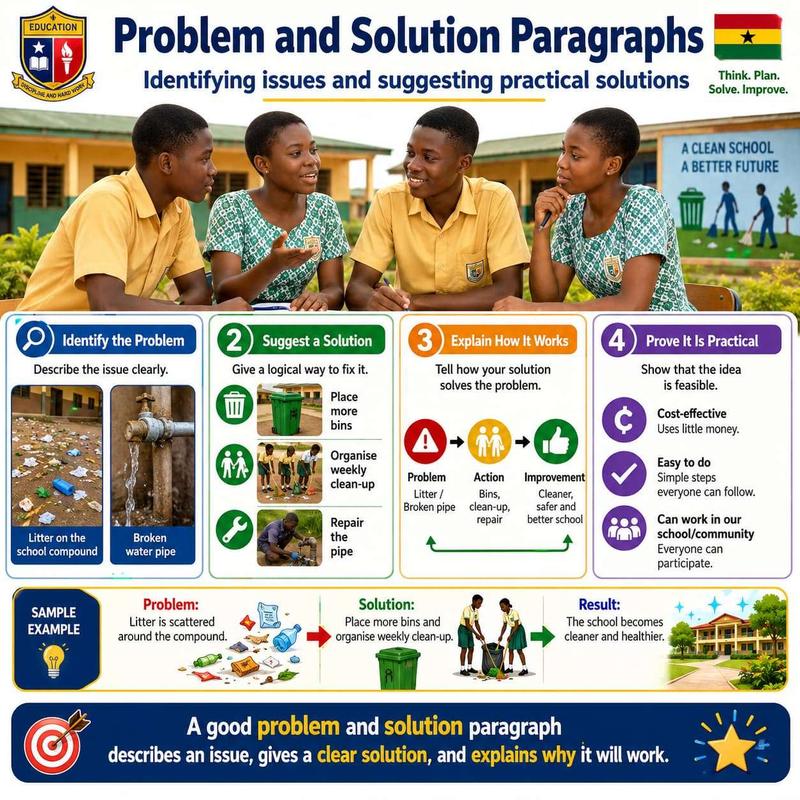 EDUCATION
DISCIPLINE AND HARD WORK
Problem and Solution Paragraphs
Identifying issues and suggesting practical solutions
Think. Plan.
Solve. Improve.
A CLEAN SCHOOL
A BETTER FUTURE
Identify the Problem
Describe the issue clearly.
Litter on the
school compound
Broken
water pipe
2
Suggest a Solution
Give a logical way to fix it.
Place
more
bins
Organise
weekly
clean-up
Repair
the
pipe
3
Explain How It Works
Tell how your solution
solves the problem.
Problem
Litter /
Broken pipe
Action
Bins,
clean-up,
repair
Improvement
Cleaner,
safer and
better school
4
Prove It Is Practical
Show that the idea
is feasible.
¢
Cost-effective
Uses little money.
Easy to do
Simple steps
everyone can follow.
Can work in our
school/community
Everyone can
participate.
SAMPLE
EXAMPLE
Problem:
Litter is scattered
around the compound.
Solution:
Place more bins and
organise weekly clean-up.
Result:
The school becomes
cleaner and healthier.
A good problem and solution paragraph
describes an issue, gives a clear solution, and explains why it will work.